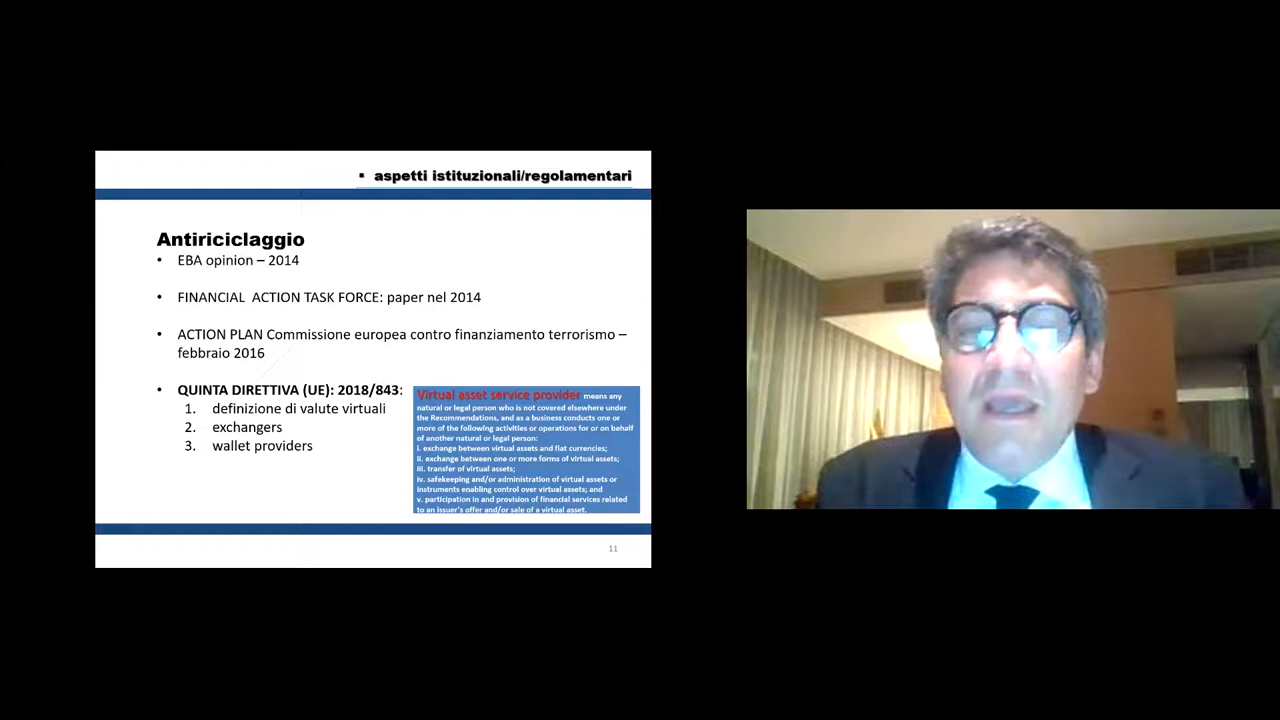 ▪ aspetti istituzionali/regolamentari
Antiriciclaggio
• EBA opinion – 2014
• FINANCIAL ACTION TASK FORCE: paper nel 2014
• ACTION PLAN Commissione europea contro finanziamento terrorismo –
febbraio 2016
• QUINTA DIRETTIVA (UE): 2018/843:
1. definizione di valute virtuali
2. exchangers
3. wallet providers
Virtual asset service provider means any
natural or legal person who is not covered elsewhere under
the Recommendations, and as a business conducts one or
more of the following activities or operations for or on behalf
of another natural or legal person:
i. exchange between virtual assets and fiat currencies;
ii. exchange between one or more forms of virtual assets;
iii. transfer of virtual assets;
iv. safekeeping and/or administration of virtual assets or
instruments enabling control over virtual assets; and
v. participation in and provision of financial services related
to an issuer's offer and/or sale of a virtual asset.
11